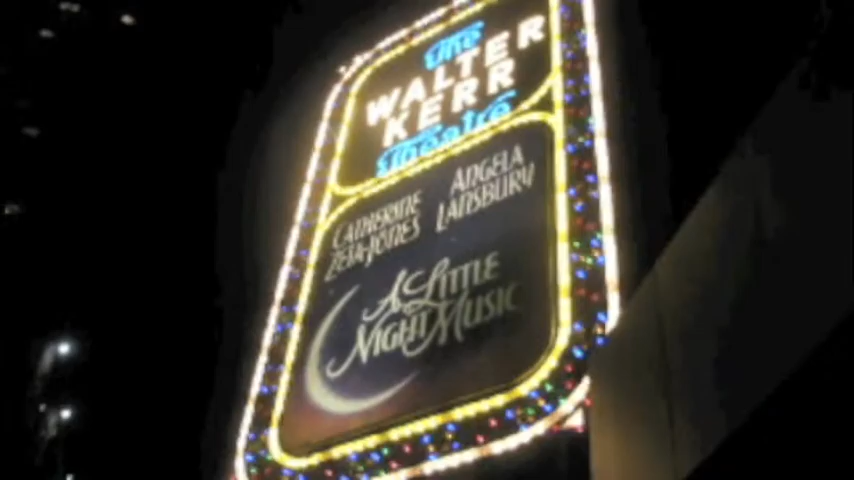 the
WALTER
KERR
theatre
CATHERINE
ZETA-JONES
ANGELA
LANSBURY
A LITTLE
NIGHT MUSIC